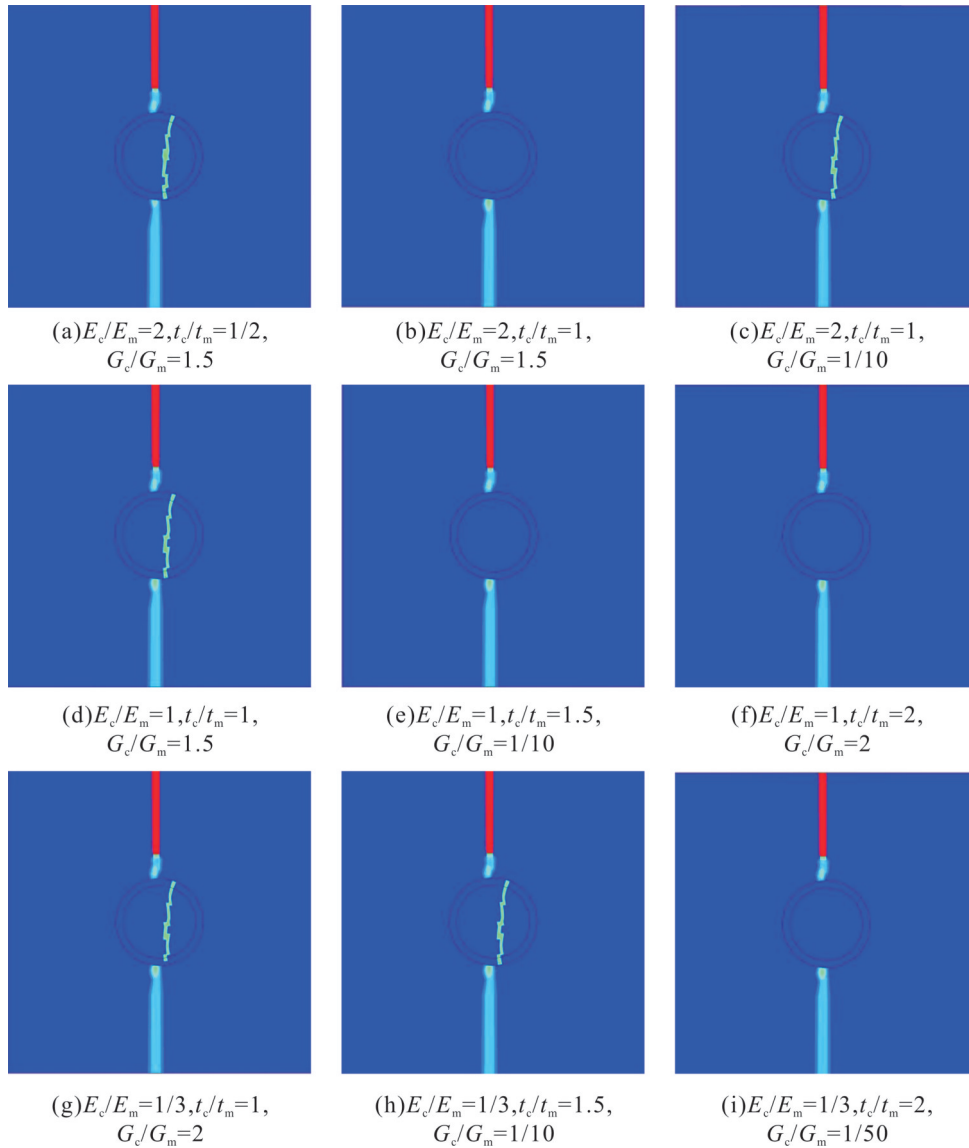 (a)Ec/Em=2,tc/tm=1/2,
Gc/Gm=1.5
(b)Ec/Em=2,tc/tm=1,
Gc/Gm=1.5
(c)Ec/Em=2,tc/tm=1,
Gc/Gm=1/10
(d)Ec/Em=1,tc/tm=1,
Gc/Gm=1.5
(e)Ec/Em=1,tc/tm=1.5,
Gc/Gm=1/10
(f)Ec/Em=1,tc/tm=2,
Gc/Gm=2
(g)Ec/Em=1/3,tc/tm=1,
Gc/Gm=2
(h)Ec/Em=1/3,tc/tm=1.5,
Gc/Gm=1/10
(i)Ec/Em=1/3,tc/tm=2,
Gc/Gm=1/50